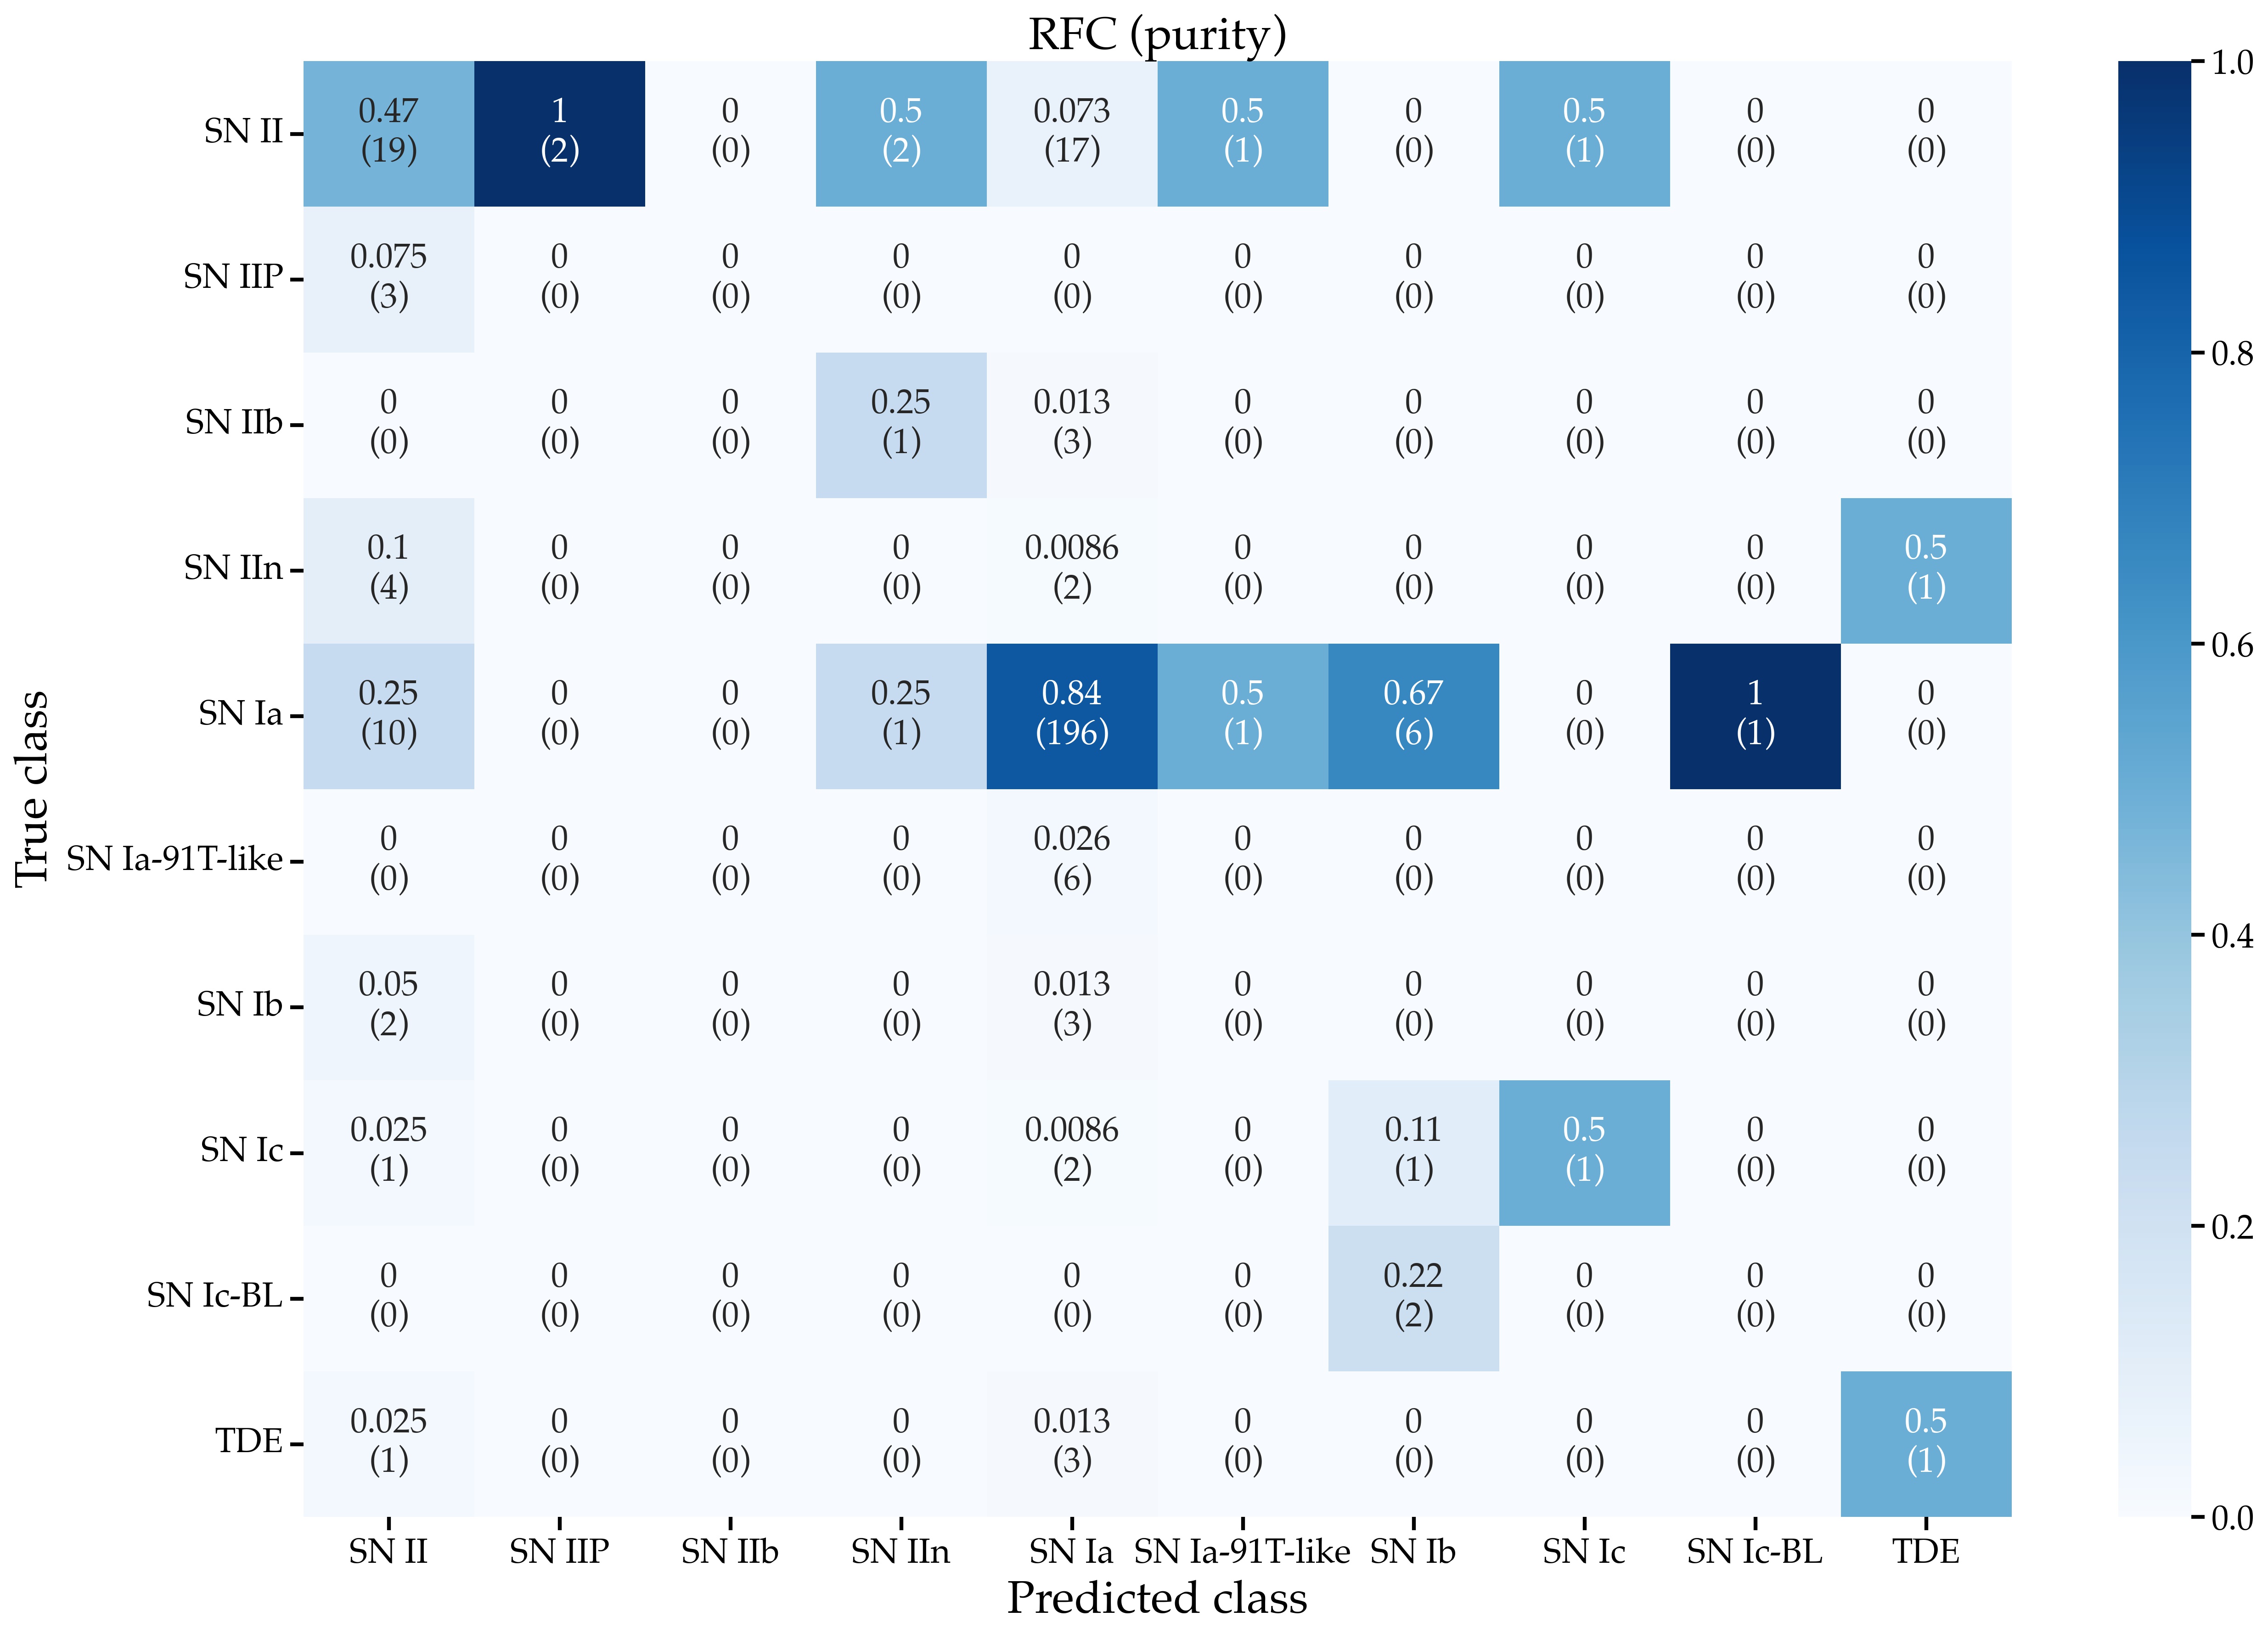 RFC (purity)
True class
SN II
0.47 1 0 0.5 0.073 0.5 0 0.5 0 0
(19) (2) (0) (2) (17) (1) (0) (1) (0) (0)
SN IIP
0.075 0 0 0 0 0 0 0 0 0
(3) (0) (0) (0) (0) (0) (0) (0) (0) (0)
SN IIb
0 0 0 0.25 0.013 0 0 0 0 0
(0) (0) (0) (1) (3) (0) (0) (0) (0) (0)
SN IIn
0.1 0 0 0 0.0086 0 0 0 0 0.5
(4) (0) (0) (0) (2) (0) (0) (0) (0) (1)
SN Ia
0.25 0 0 0.25 0.84 0.5 0.67 0 1 0
(10) (0) (0) (1) (196) (1) (6) (0) (1) (0)
SN Ia-91T-like
0 0 0 0 0.026 0 0 0 0 0
(0) (0) (0) (0) (6) (0) (0) (0) (0) (0)
SN Ib
0.05 0 0 0 0.013 0 0 0 0 0
(2) (0) (0) (0) (3) (0) (0) (0) (0) (0)
SN Ic
0.025 0 0 0 0.0086 0 0.11 0.5 0 0
(1) (0) (0) (0) (2) (0) (1) (1) (0) (0)
SN Ic-BL
0 0 0 0 0 0 0.22 0 0 0
(0) (0) (0) (0) (0) (0) (2) (0) (0) (0)
TDE
0.025 0 0 0 0.013 0 0 0 0 0.5
(1) (0) (0) (0) (3) (0) (0) (0) (0) (1)
SN II SN IIP SN IIb SN IIn SN Ia SN Ia-91T-like SN Ib SN Ic SN Ic-BL TDE
Predicted class
1.0
0.8
0.6
0.4
0.2
0.0